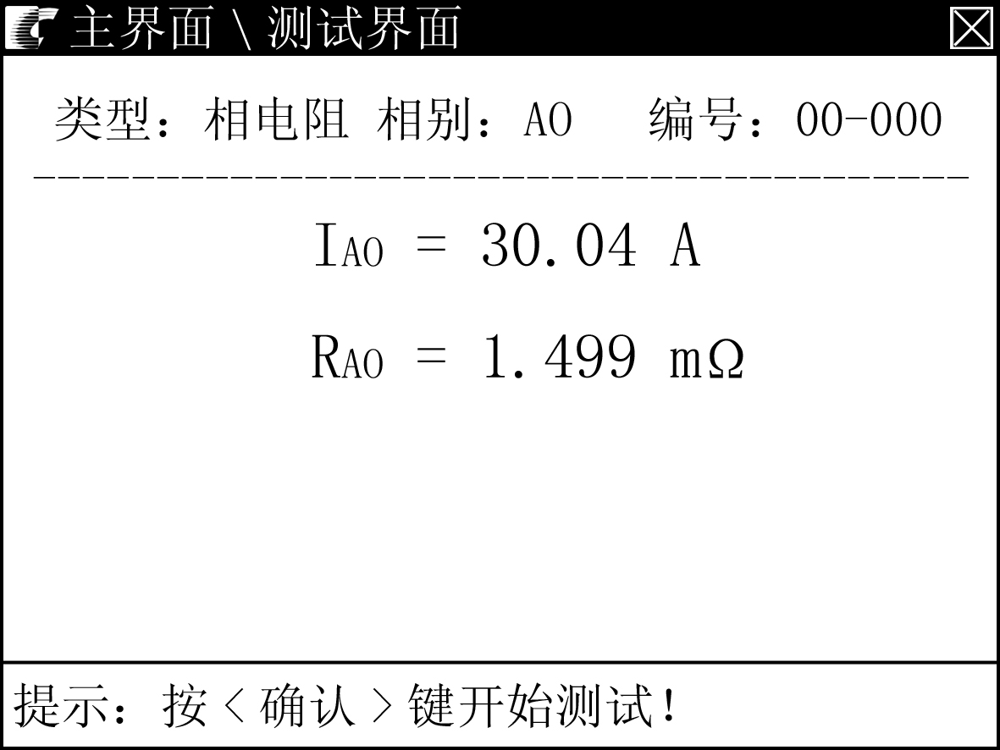 主界面 \ 测试界面
类型：相电阻 相别：AO 编号：00-000
IAO = 30.04 A
RAO = 1.499 mΩ
提示：按 < 确认 > 键开始测试！